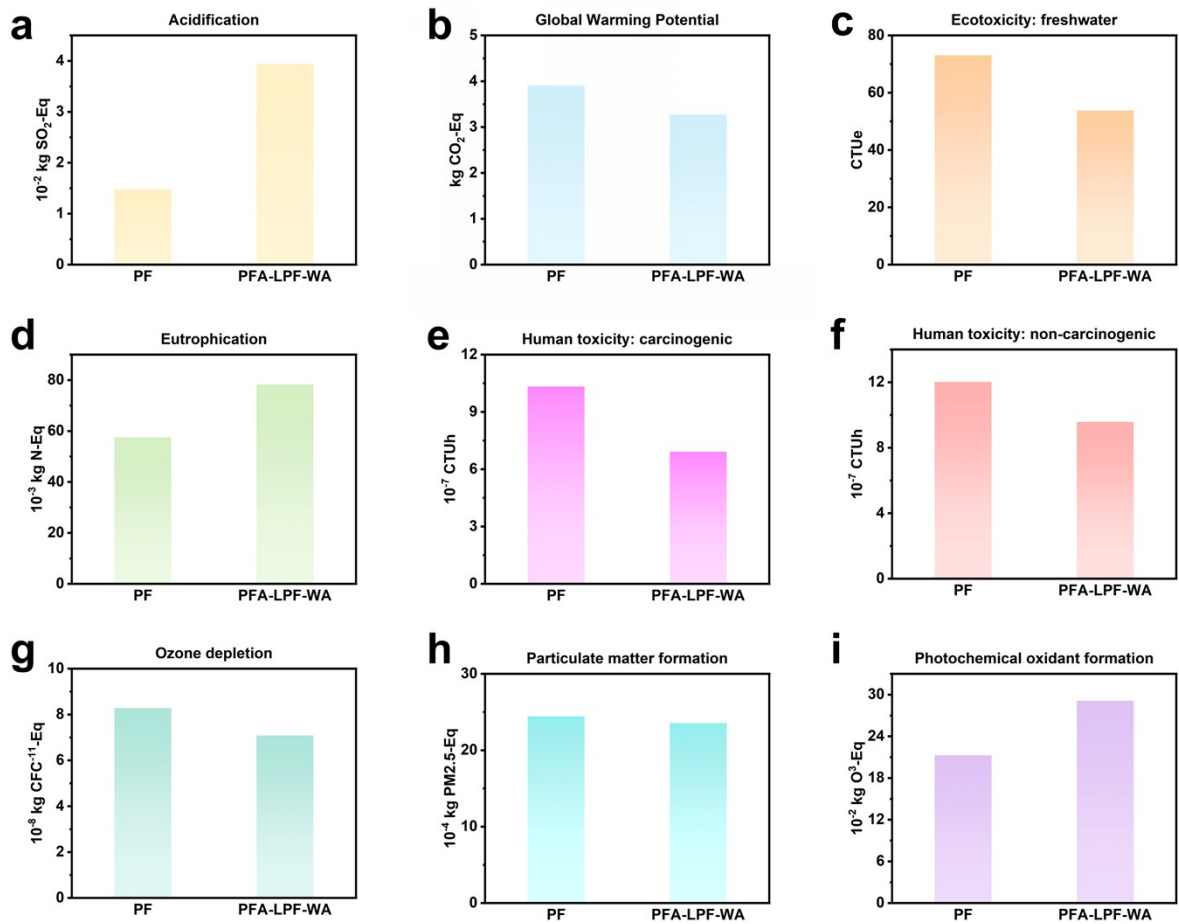 a
Acidification
10⁻² kg SO₂-Eq
4
3
2
1
0
PF
PFA-LPF-WA
b
Global Warming Potential
kg CO₂-Eq
5
4
3
2
1
0
PF
PFA-LPF-WA
c
Ecotoxicity: freshwater
CTUe
80
60
40
20
0
PF
PFA-LPF-WA
d
Eutrophication
10⁻³ kg N-Eq
80
60
40
20
0
PF
PFA-LPF-WA
e
Human toxicity: carcinogenic
10⁻⁷ CTUh
12
9
6
3
0
PF
PFA-LPF-WA
f
Human toxicity: non-carcinogenic
10⁻⁷ CTUh
12
8
4
0
PF
PFA-LPF-WA
g
Ozone depletion
10⁻⁸ kg CFC⁻¹¹-Eq
10
8
6
4
2
0
PF
PFA-LPF-WA
h
Particulate matter formation
10⁻⁴ kg PM2.5-Eq
30
20
10
0
PF
PFA-LPF-WA
i
Photochemical oxidant formation
10⁻² kg O³-Eq
30
24
18
12
6
0
PF
PFA-LPF-WA